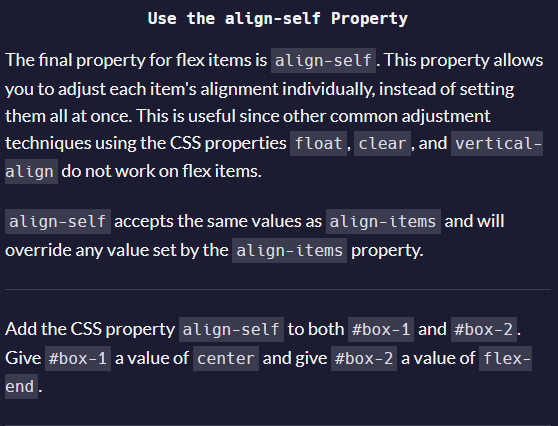 Use the align-self Property
The final property for flex items is align-self. This property allows
you to adjust each item's alignment individually, instead of setting
them all at once. This is useful since other common adjustment
techniques using the CSS properties float, clear, and vertical-
align do not work on flex items.
align-self accepts the same values as align-items and will
override any value set by the align-items property.
Add the CSS property align-self to both #box-1 and #box-2.
Give #box-1 a value of center and give #box-2 a value of flex-
end.